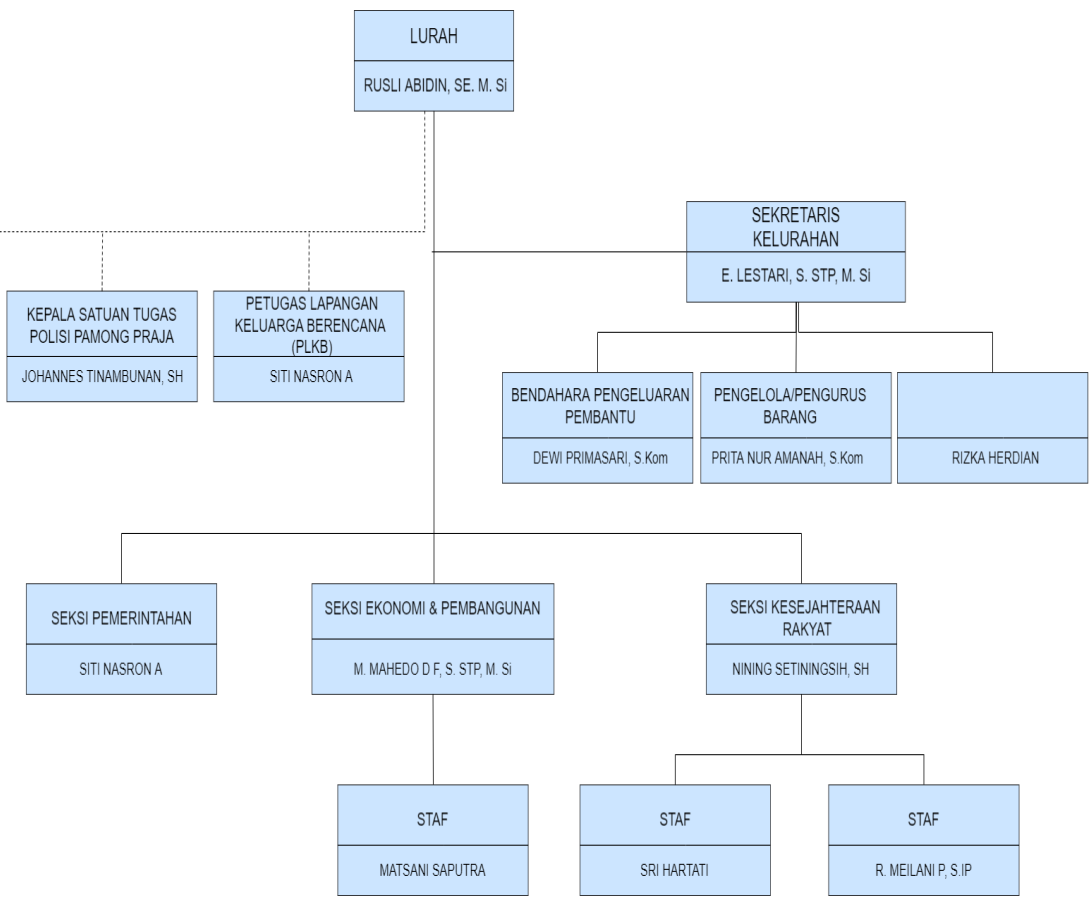 LURAH
RUSLI ABIDIN, SE. M. Si
SEKRETARIS
KELURAHAN
E. LESTARI, S. STP, M. Si
KEPALA SATUAN TUGAS
POLISI PAMONG PRAJA
JOHANNES TINAMBUNAN, SH
PETUGAS LAPANGAN
KELUARGA BERENCANA
(PLKB)
SITI NASRON A
BENDAHARA PENGELUARAN
PEMBANTU
DEWI PRIMASARI, S.Kom
PENGELOLA/PENGURUS
BARANG
PRITA NUR AMANAH, S.Kom
RIZKA HERDIAN
SEKSI PEMERINTAHAN
SITI NASRON A
SEKSI EKONOMI & PEMBANGUNAN
M. MAHEDO D F, S. STP, M. Si
SEKSI KESEJAHTERAAN
RAKYAT
NINING SETININGSIH, SH
STAF
MATSANI SAPUTRA
STAF
SRI HARTATI
STAF
R. MEILANI P, S.IP